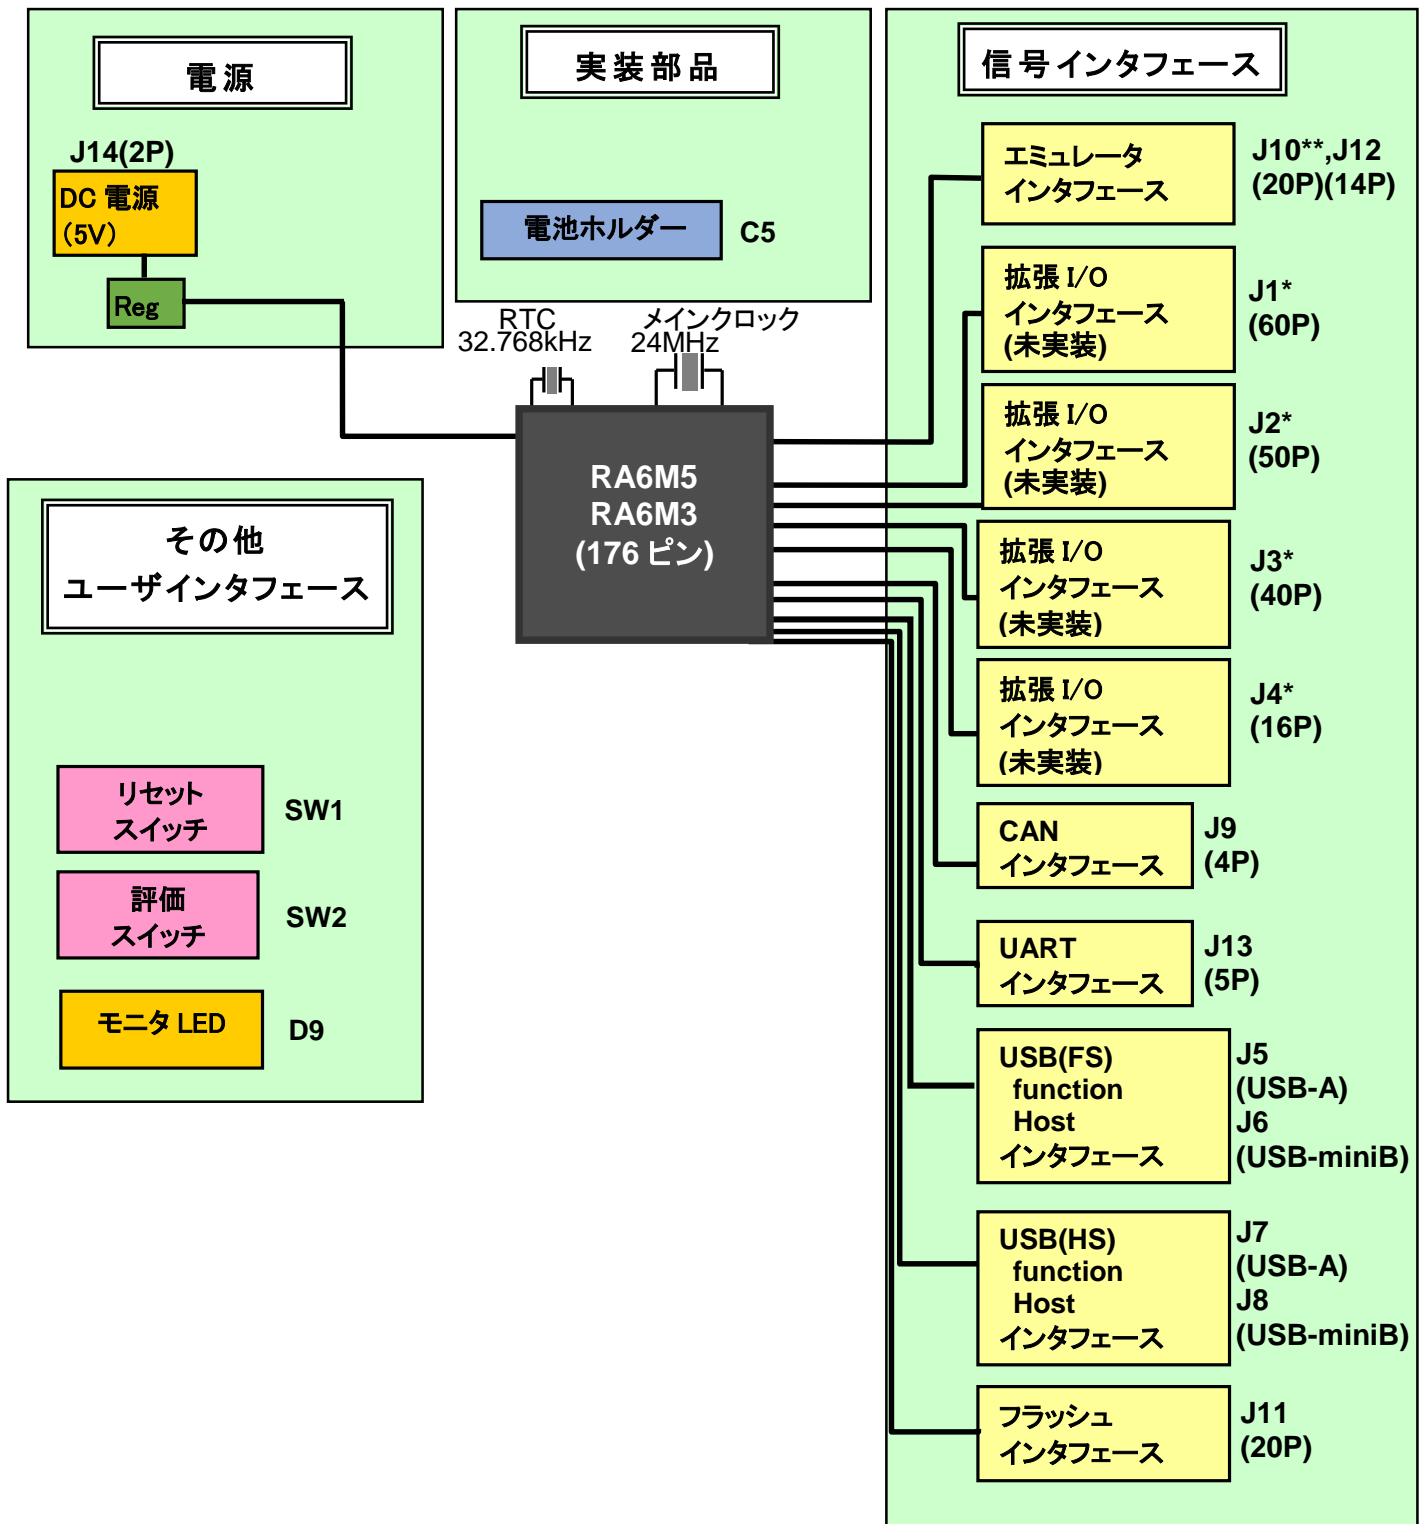 電源
J14(2P)
DC 電源
（5V）
Reg
実装部品
電池ホルダー
C5
RTC
32.768kHz
メインクロック
24MHz
RA6M5
RA6M3
(176 ピン)
その他
ユーザインタフェース
リセット
スイッチ
SW1
評価
スイッチ
SW2
モニタ LED
D9
信号インタフェース
エミュレータ
インタフェース
J10**,J12
(20P)(14P)
拡張 I/O
インタフェース
(未実装)
J1*
(60P)
拡張 I/O
インタフェース
(未実装)
J2*
(50P)
拡張 I/O
インタフェース
(未実装)
J3*
(40P)
拡張 I/O
インタフェース
(未実装)
J4*
(16P)
CAN
インタフェース
J9
(4P)
UART
インタフェース
J13
(5P)
USB(FS)
function
Host
インタフェース
J5
(USB-A)
J6
(USB-miniB)
USB(HS)
function
Host
インタフェース
J7
(USB-A)
J8
(USB-miniB)
フラッシュ
インタフェース
J11
(20P)